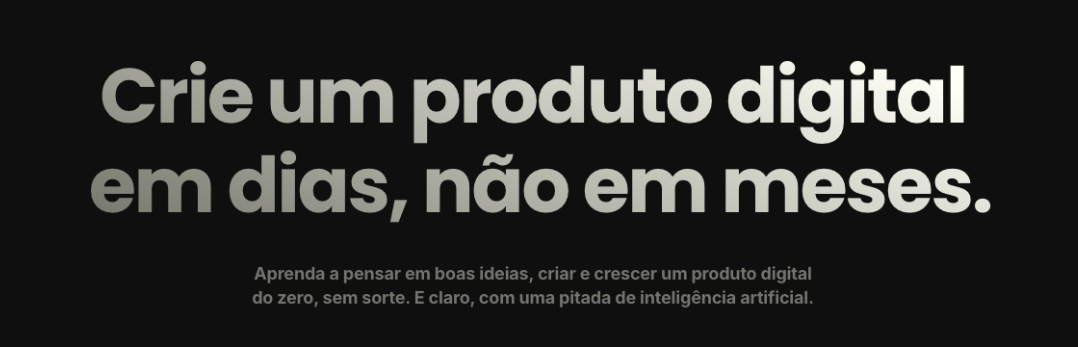 Crie um produto digital
em dias, não em meses.
Aprenda a pensar em boas ideias, criar e crescer um produto digital
do zero, sem sorte. E claro, com uma pitada de inteligência artificial.